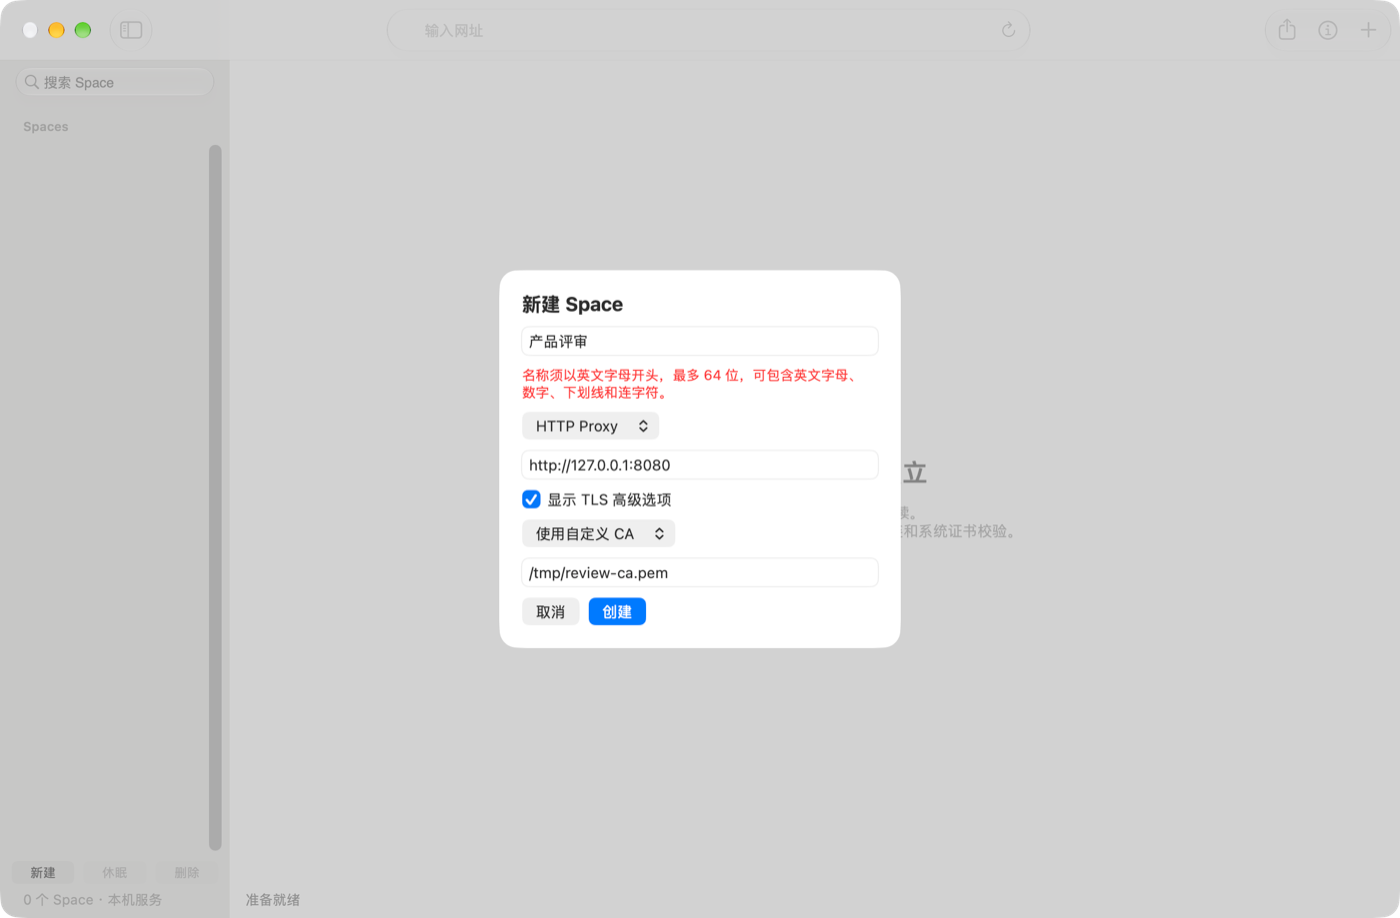 输入网址
搜索 Space
Spaces
新建 Space
产品评审
名称须以英文字母开头，最多 64 位，可包含英文字母、
数字、下划线和连字符。
HTTP Proxy
http://127.0.0.1:8080
立
显示 TLS 高级选项
续。
使用自定义 CA
和系统证书校验。
/tmp/review-ca.pem
取消
创建
新建
休眠
删除
0 个 Space · 本机服务
准备就绪